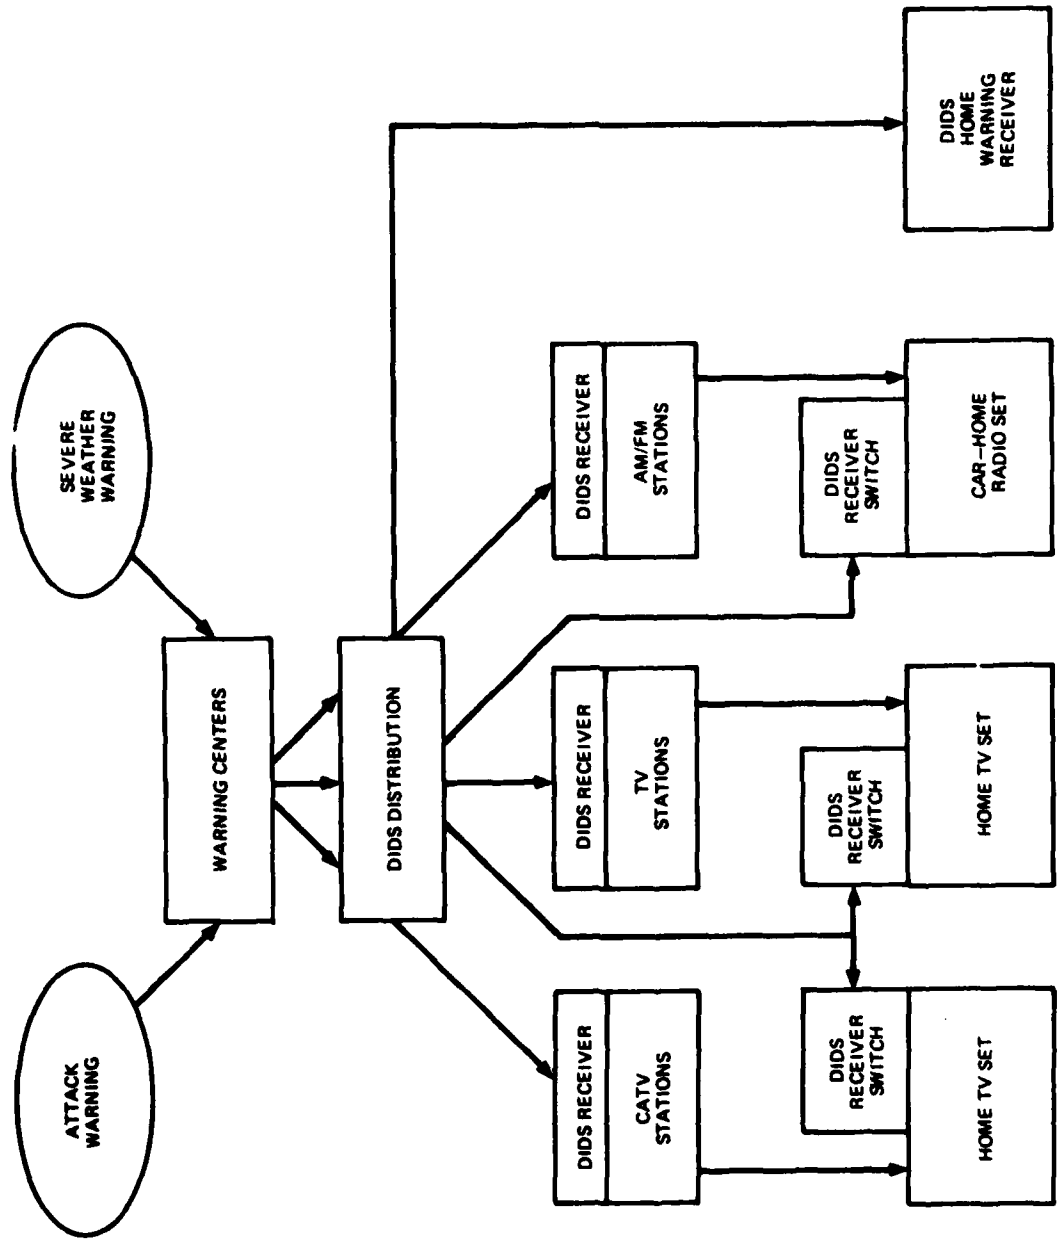 ATTACK
WARNING
SEVERE
WEATHER
WARNING
WARNING CENTERS
DIDS DISTRIBUTION
DIDS RECEIVER
CATV
STATIONS
DIDS RECEIVER
TV
STATIONS
DIDS RECEIVER
AM/FM
STATIONS
DIDS
RECEIVER
SWITCH
HOME TV SET
DIDS
RECEIVER
SWITCH
HOME TV SET
DIDS
RECEIVER
SWITCH
CAR-HOME
RADIO SET
DIDS
HOME
WARNING
RECEIVER